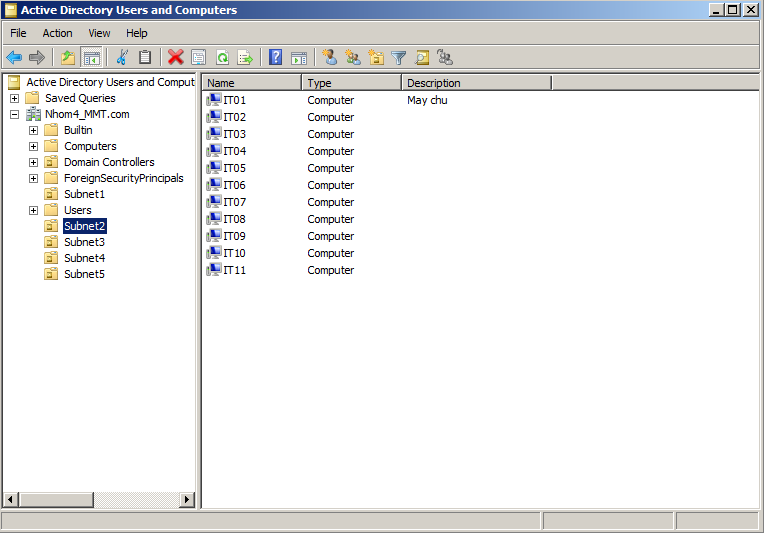 Active Directory Users and Computers
File Action View Help
Active Directory Users and Comput
Saved Queries
Nhom4_MMT.com
Builtin
Computers
Domain Controllers
ForeignSecurityPrincipals
Subnet1
Users
Subnet2
Subnet3
Subnet4
Subnet5
Name Type Description
IT01 Computer May chu
IT02 Computer
IT03 Computer
IT04 Computer
IT05 Computer
IT06 Computer
IT07 Computer
IT08 Computer
IT09 Computer
IT10 Computer
IT11 Computer